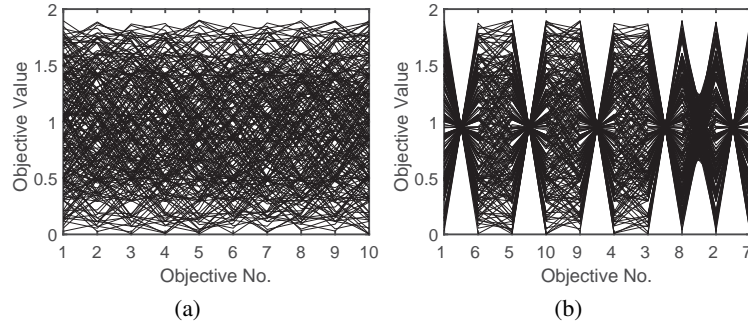 2
1.5
1
0.5
0
Objective Value
1 2 3 4 5 6 7 8 9 10
Objective No.
(a)
2
1.5
1
0.5
0
Objective Value
1 6 5 10 9 4 3 8 2 7
Objective No.
(b)